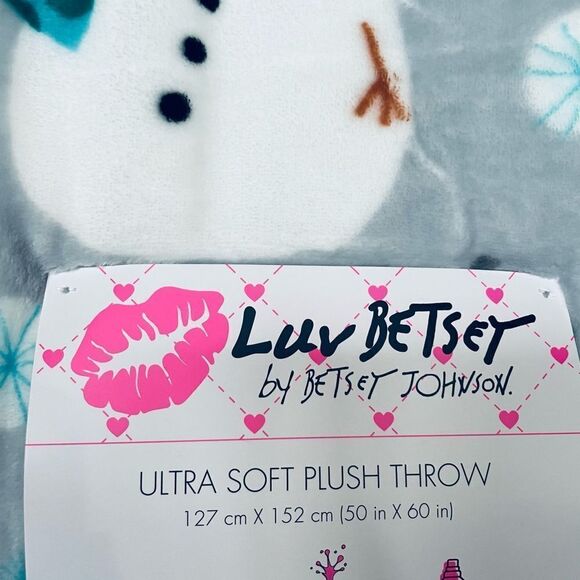 Luv BETSEY
by BETSEY JOHNSON.
ULTRA SOFT PLUSH THROW
127 cm X 152 cm (50 in X 60 in)